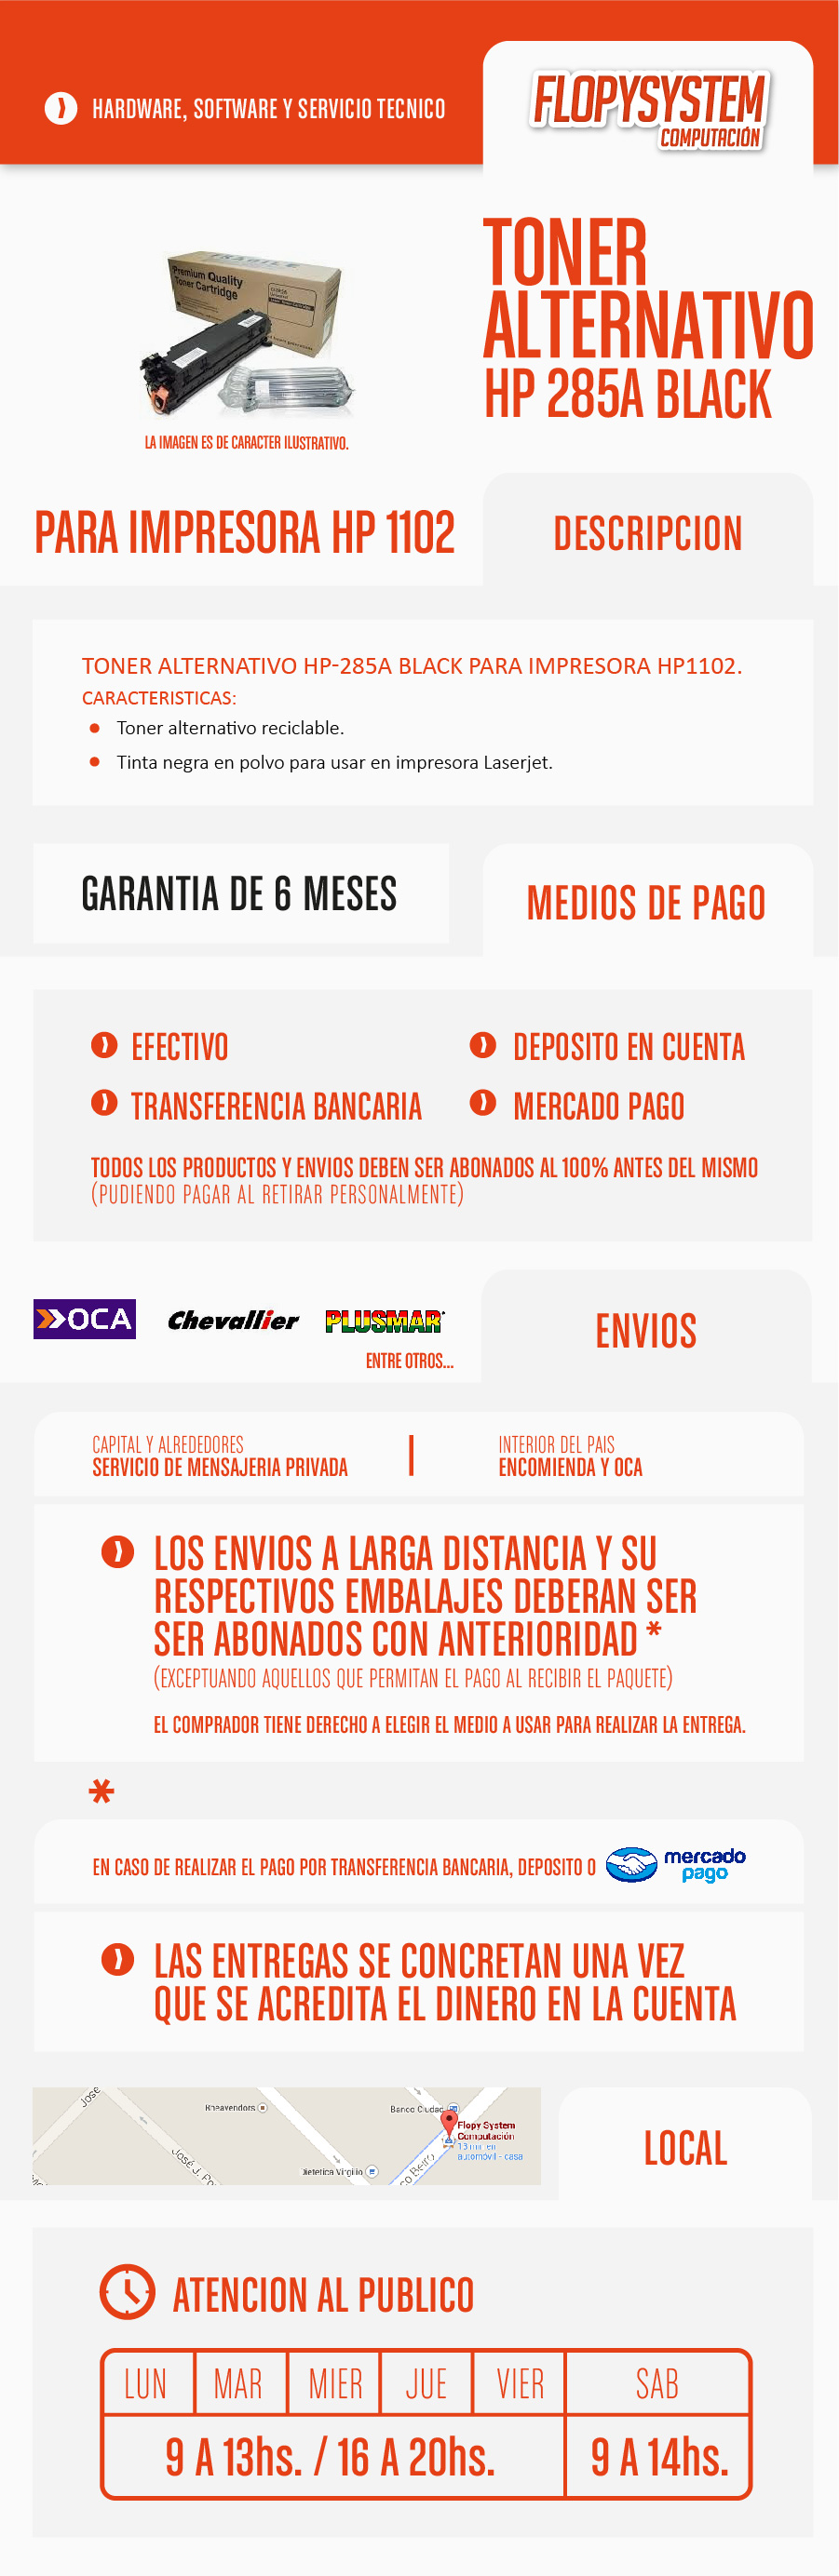 HARDWARE, SOFTWARE Y SERVICIO TECNICO
FLOPYSYSTEM
COMPUTACIÓN
Premium Quality
Toner Cartridge
TONER
ALTERNATIVO
HP 285A BLACK
LA IMAGEN ES DE CARACTER ILUSTRATIVO.
PARA IMPRESORA HP 1102
DESCRIPCION
TONER ALTERNATIVO HP-285A BLACK PARA IMPRESORA HP1102.
CARACTERISTICAS:
Toner alternativo reciclable.
Tinta negra en polvo para usar en impresora Laserjet.
GARANTIA DE 6 MESES
MEDIOS DE PAGO
EFECTIVO
DEPOSITO EN CUENTA
TRANSFERENCIA BANCARIA
MERCADO PAGO
TODOS LOS PRODUCTOS Y ENVIOS DEBEN SER ABONADOS AL 100% ANTES DEL MISMO
(PUDIENDO PAGAR AL RETIRAR PERSONALMENTE)
OCA
Chevallier
PLUSMAR
ENTRE OTROS...
ENVIOS
CAPITAL Y ALREDEDORES
SERVICIO DE MENSAJERIA PRIVADA
INTERIOR DEL PAIS
ENCOMIENDA Y OCA
LOS ENVIOS A LARGA DISTANCIA Y SU
RESPECTIVOS EMBALAJES DEBERAN SER
SER ABONADOS CON ANTERIORIDAD *
(EXCEPTUANDO AQUELLOS QUE PERMITAN EL PAGO AL RECIBIR EL PAQUETE)
EL COMPRADOR TIENE DERECHO A ELEGIR EL MEDIO A USAR PARA REALIZAR LA ENTREGA.
*
EN CASO DE REALIZAR EL PAGO POR TRANSFERENCIA BANCARIA, DEPOSITO O
mercado
pago
LAS ENTREGAS SE CONCRETAN UNA VEZ
QUE SE ACREDITA EL DINERO EN LA CUENTA
José
Banco Ciudad
Flopy System
Computación
13 min en
automóvil - casa
José J. Po
Dietetica Virgilio
co Beiró
LOCAL
ATENCION AL PUBLICO
LUN MAR MIER JUE VIER SAB
9 A 13hs. / 16 A 20hs. 9 A 14hs.